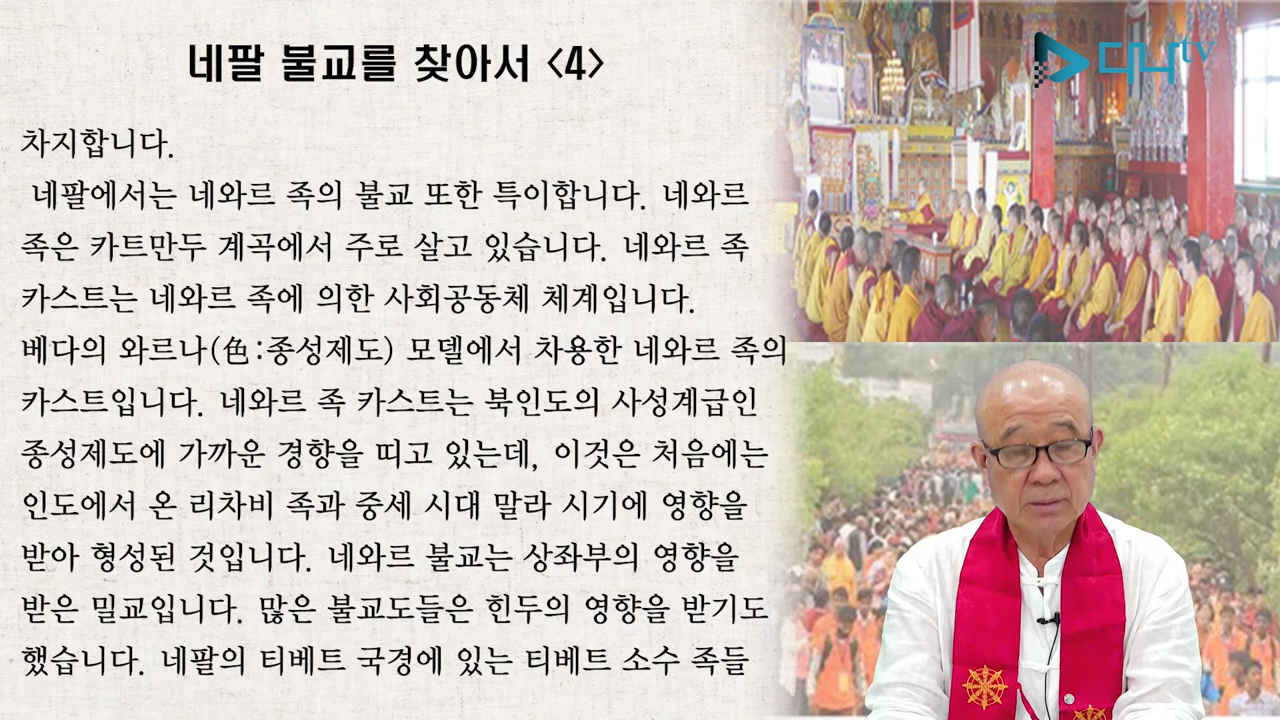 네팔 불교를 찾아서 <4>
다나tv
차지합니다.
네팔에서는 네와르 족의 불교 또한 특이합니다. 네와르
족은 카트만두 계곡에서 주로 살고 있습니다. 네와르 족
카스트는 네와르 족에 의한 사회공동체 체계입니다.
베다의 와르나(色:종성제도) 모델에서 차용한 네와르 족의
카스트입니다. 네와르 족 카스트는 북인도의 사성계급인
종성제도에 가까운 경향을 띠고 있는데, 이것은 처음에는
인도에서 온 리차비 족과 중세 시대 말라 시기에 영향을
받아 형성된 것입니다. 네와르 불교는 상좌부의 영향을
받은 밀교입니다. 많은 불교도들은 힌두의 영향을 받기도
했습니다. 네팔의 티베트 국경에 있는 티베트 소수 족들